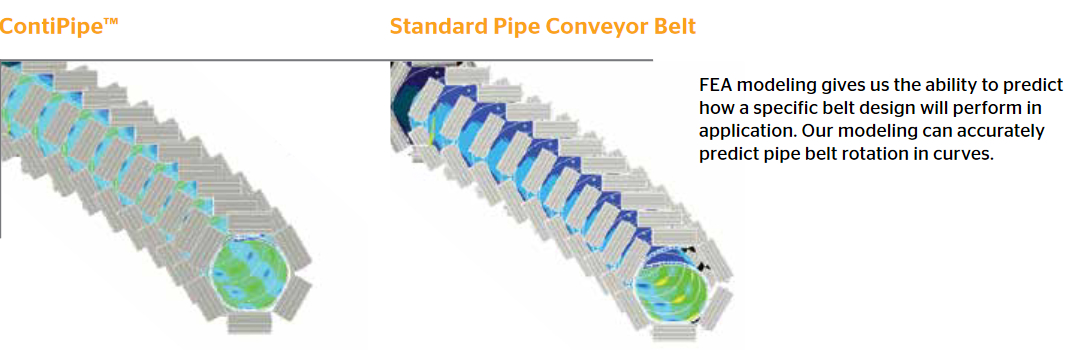 ContiPipe™
Standard Pipe Conveyor Belt
FEA modeling gives us the ability to predict
how a specific belt design will perform in
application. Our modeling can accurately
predict pipe belt rotation in curves.